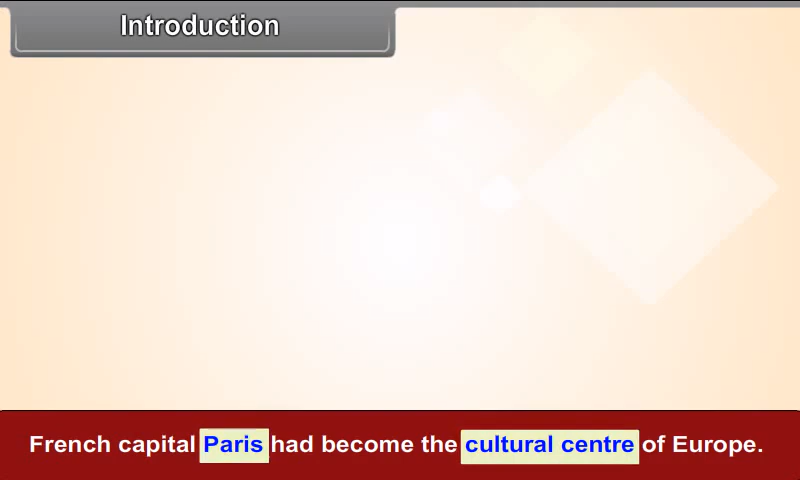 Introduction
French capital Paris had become the cultural centre of Europe.